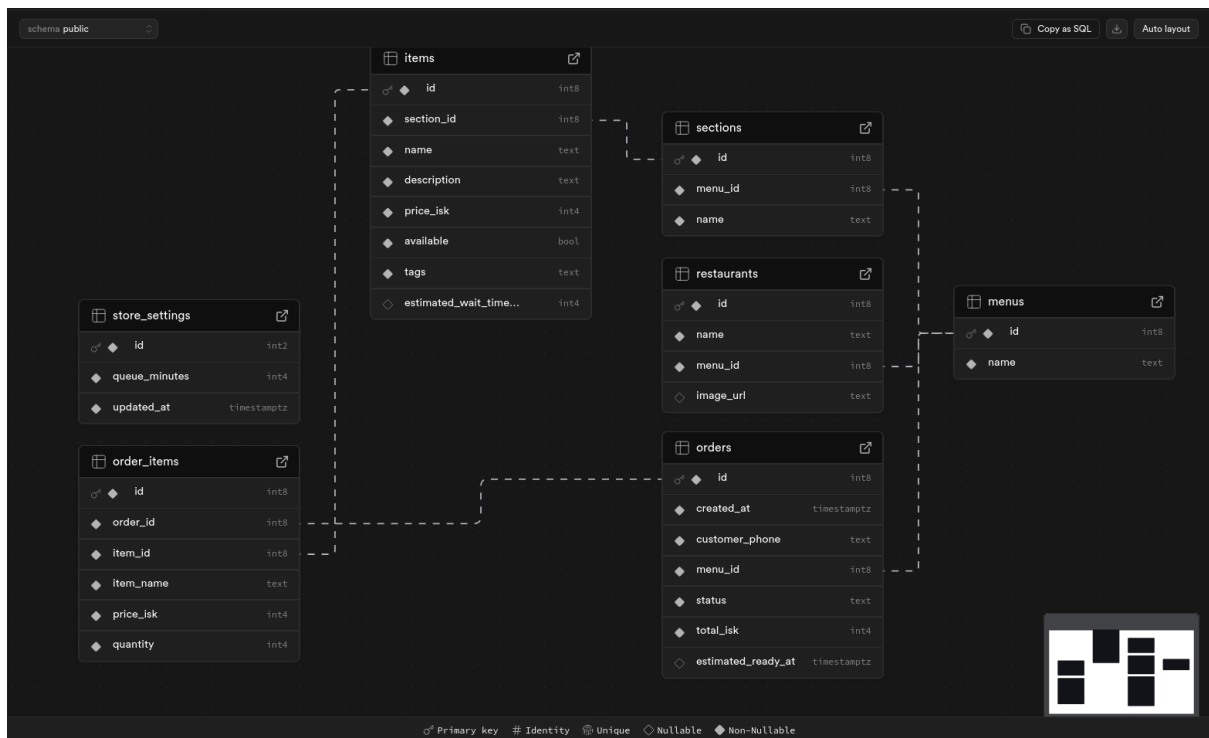 schema public
Copy as SQL
Auto layout
items
id int8
section_id int8
name text
description text
price_isk int4
available bool
tags text
estimated_wait_time... int4
sections
id int8
menu_id int8
name text
restaurants
id int8
name text
menu_id int8
image_url text
menus
id int8
name text
store_settings
id int2
queue_minutes int4
updated_at timestamptz
order_items
id int8
order_id int8
item_id int8
item_name text
price_isk int4
quantity int4
orders
id int8
created_at timestamptz
customer_phone text
menu_id int8
status text
total_isk int4
estimated_ready_at timestamptz
Primary key # Identity Unique Nullable Non-Nullable